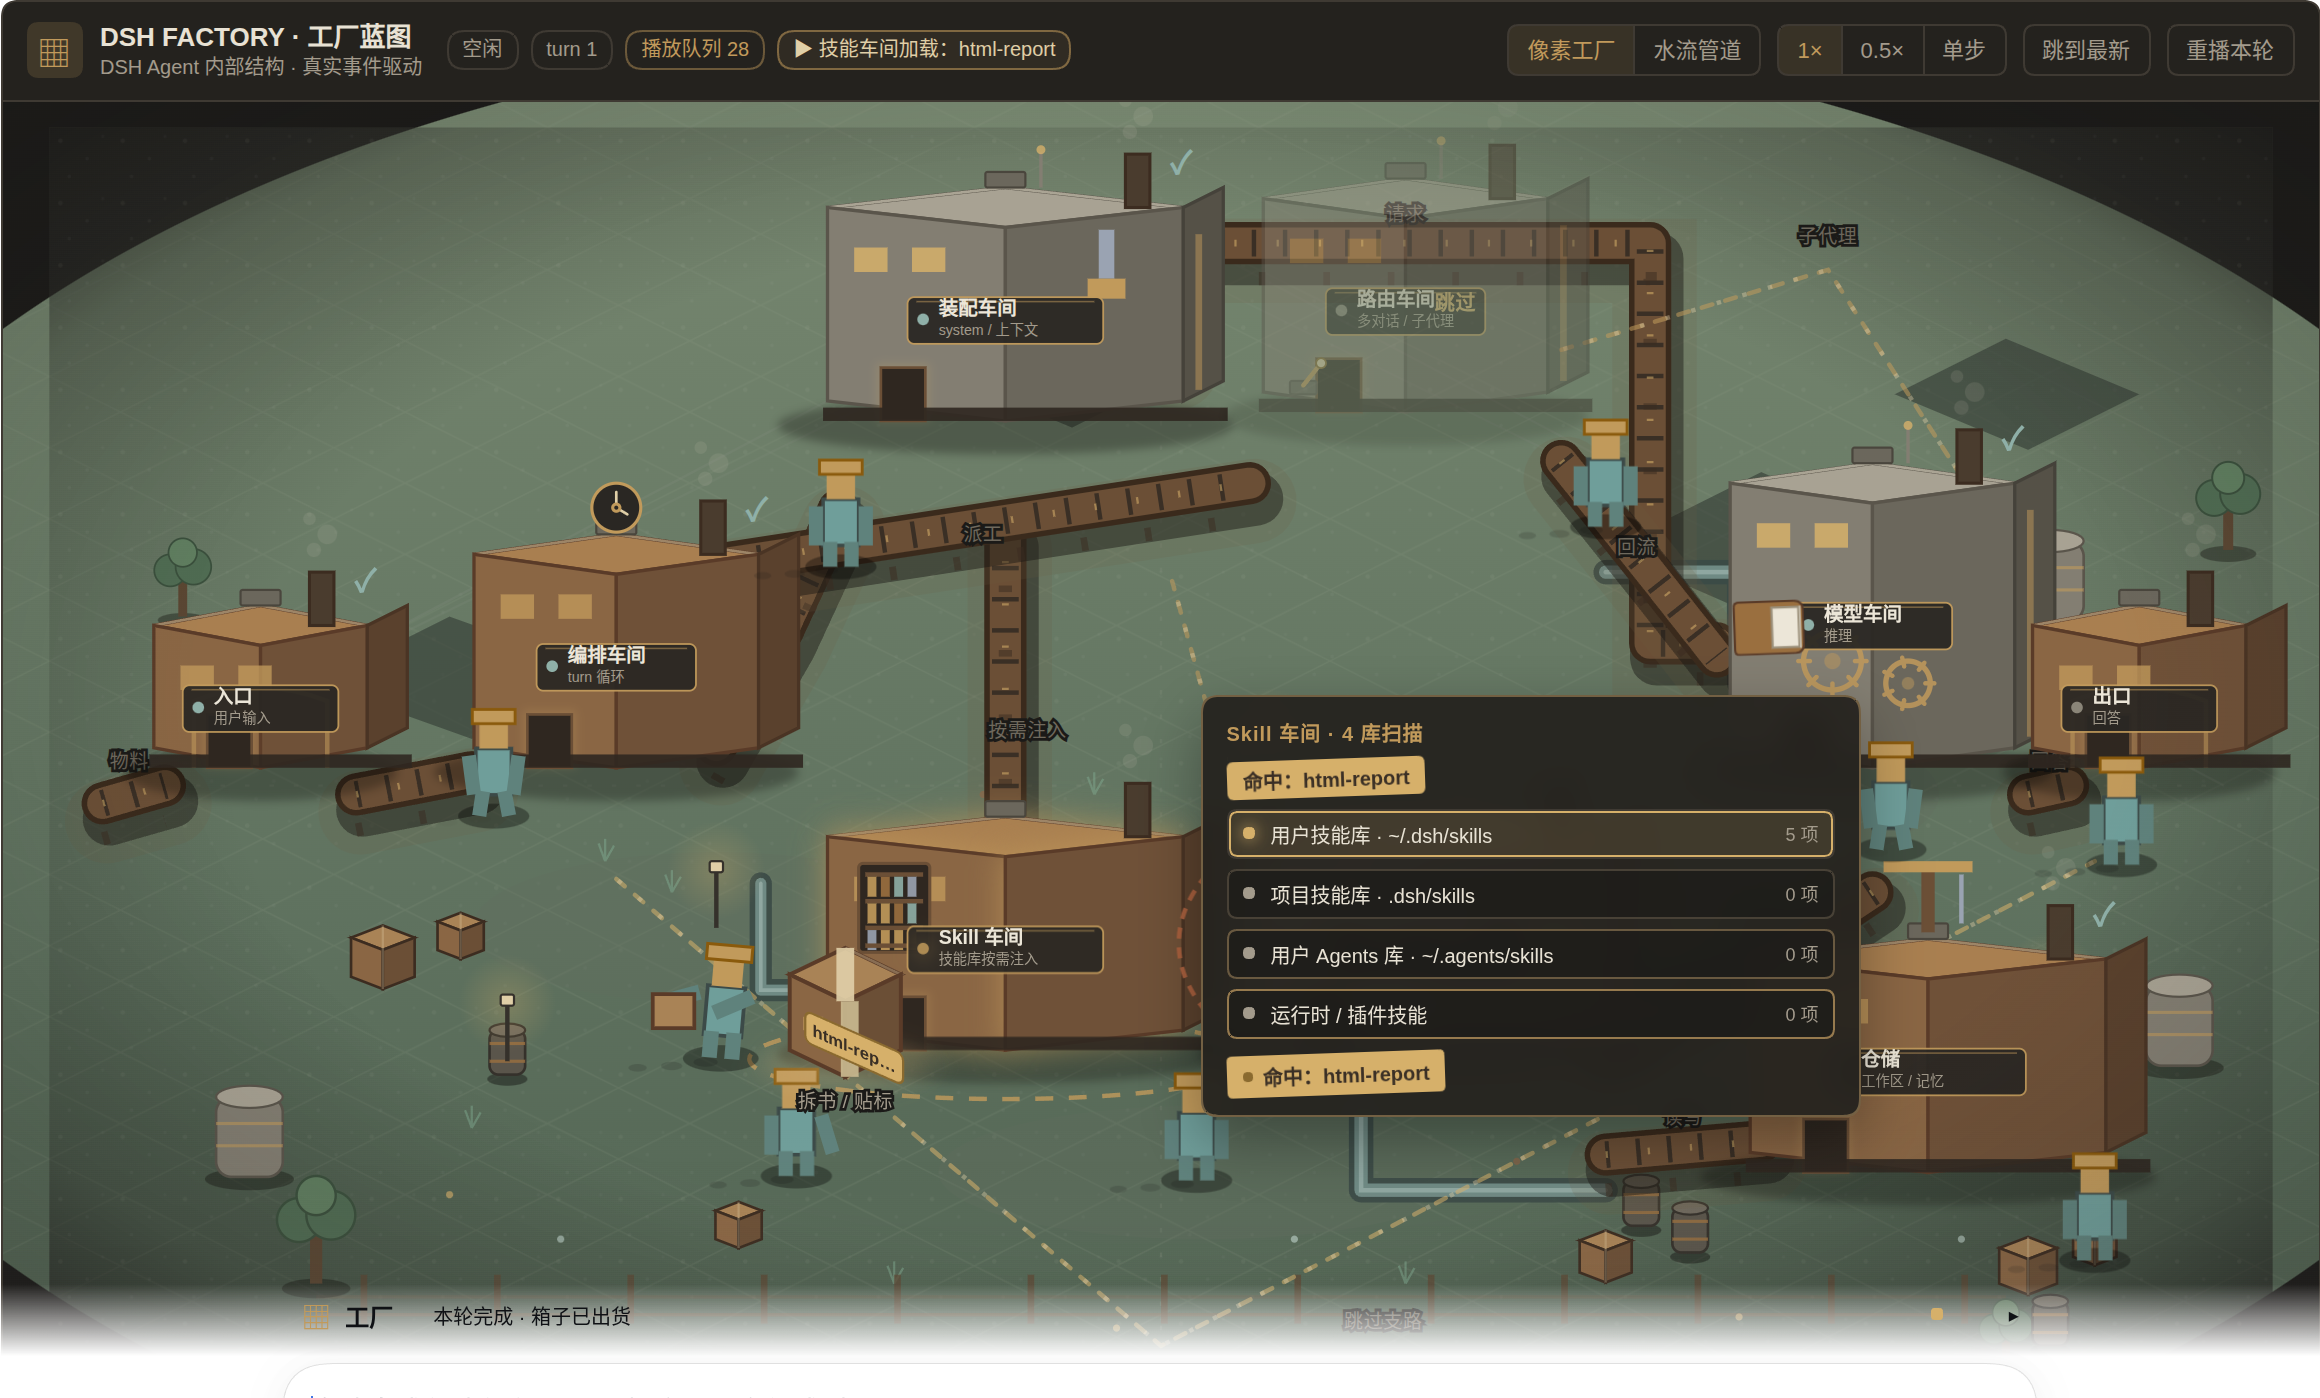 DSH FACTORY · 工厂蓝图
DSH Agent 内部结构 · 真实事件驱动
空闲
turn 1
播放队列 28
▶ 技能车间加载：html-report
像素工厂
水流管道
1×
0.5×
单步
跳到最新
重播本轮
请求
子代理
装配车间
system / 上下文
路由车间
跳过
多对话 / 子代理
派工
回流
编排车间
turn 循环
模型车间
推理
入口
用户输入
出口
回答
物料
按需注入
Skill 车间
技能库按需注入
Skill 车间 · 4 库扫描
命中：html-report
用户技能库 · ~/.dsh/skills
5 项
项目技能库 · .dsh/skills
0 项
用户 Agents 库 · ~/.agents/skills
0 项
运行时 / 插件技能
0 项
命中：html-report
html-rep...
拆书 / 贴标
仓储
工作区 / 记忆
工厂
本轮完成 · 箱子已出货
跳过支路